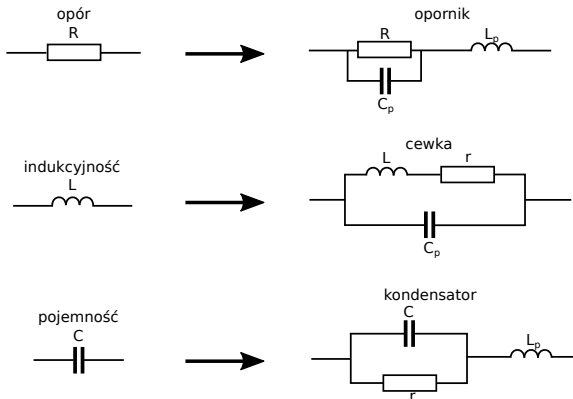 opór
R
opornik
R
Lp
Cp
indukcyjność
L
cewka
L
r
Cp
pojemność
C
kondensator
C
Lp
r